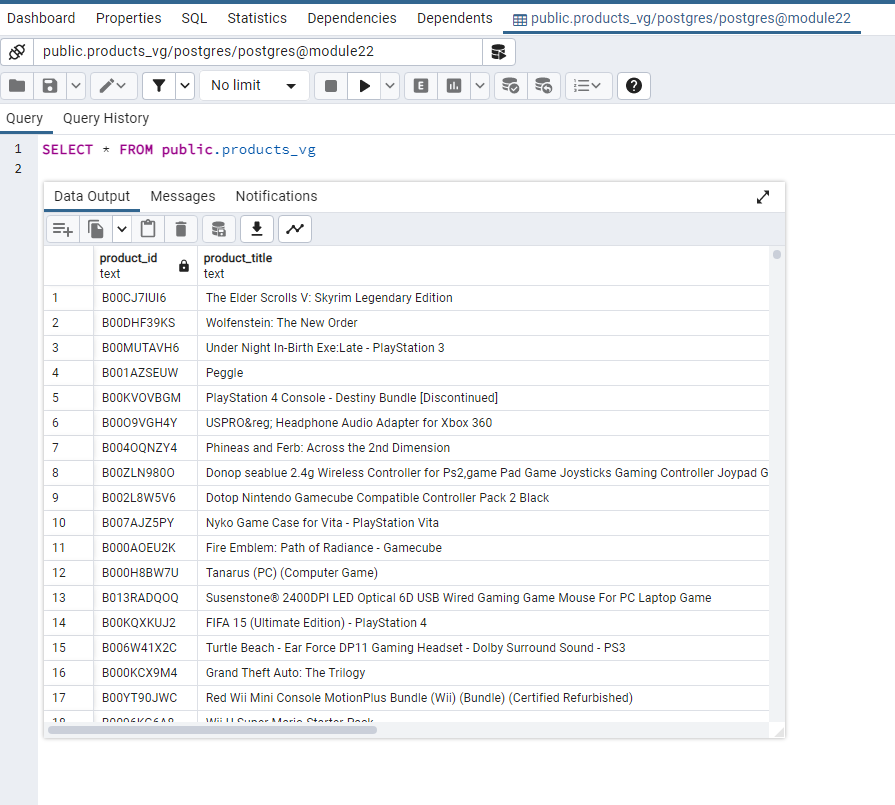 Dashboard Properties SQL Statistics Dependencies Dependents public.products_vg/postgres/postgres@module22
public.products_vg/postgres/postgres@module22
No limit E
Query Query History
1 SELECT * FROM public.products_vg
2
Data Output Messages Notifications
product_id product_title
text text
1 B00CJ7IUI6 The Elder Scrolls V: Skyrim Legendary Edition
2 B00DHF39KS Wolfenstein: The New Order
3 B00MUTAVH6 Under Night In-Birth Exe:Late - PlayStation 3
4 B001AZSEUW Peggle
5 B00KVOVBGM PlayStation 4 Console - Destiny Bundle [Discontinued]
6 B00O9VGH4Y USPRO&reg; Headphone Audio Adapter for Xbox 360
7 B004OQNZY4 Phineas and Ferb: Across the 2nd Dimension
8 B00ZLN980O Donop seablue 2.4g Wireless Controller for Ps2,game Pad Game Joysticks Gaming Controller Joypad G
9 B002L8W5V6 Dotop Nintendo Gamecube Compatible Controller Pack 2 Black
10 B007AJZ5PY Nyko Game Case for Vita - PlayStation Vita
11 B000AOEU2K Fire Emblem: Path of Radiance - Gamecube
12 B000H8BW7U Tanarus (PC) (Computer Game)
13 B013RADQOQ Susenstone® 2400DPI LED Optical 6D USB Wired Gaming Game Mouse For PC Laptop Game
14 B00KQXKUJ2 FIFA 15 (Ultimate Edition) - PlayStation 4
15 B006W41X2C Turtle Beach - Ear Force DP11 Gaming Headset - Dolby Surround Sound - PS3
16 B000KCX9M4 Grand Theft Auto: The Trilogy
17 B00YT90JWC Red Wii Mini Console MotionPlus Bundle (Wii) (Bundle) (Certified Refurbished)
18 Wii U Super Mario Starter Pack